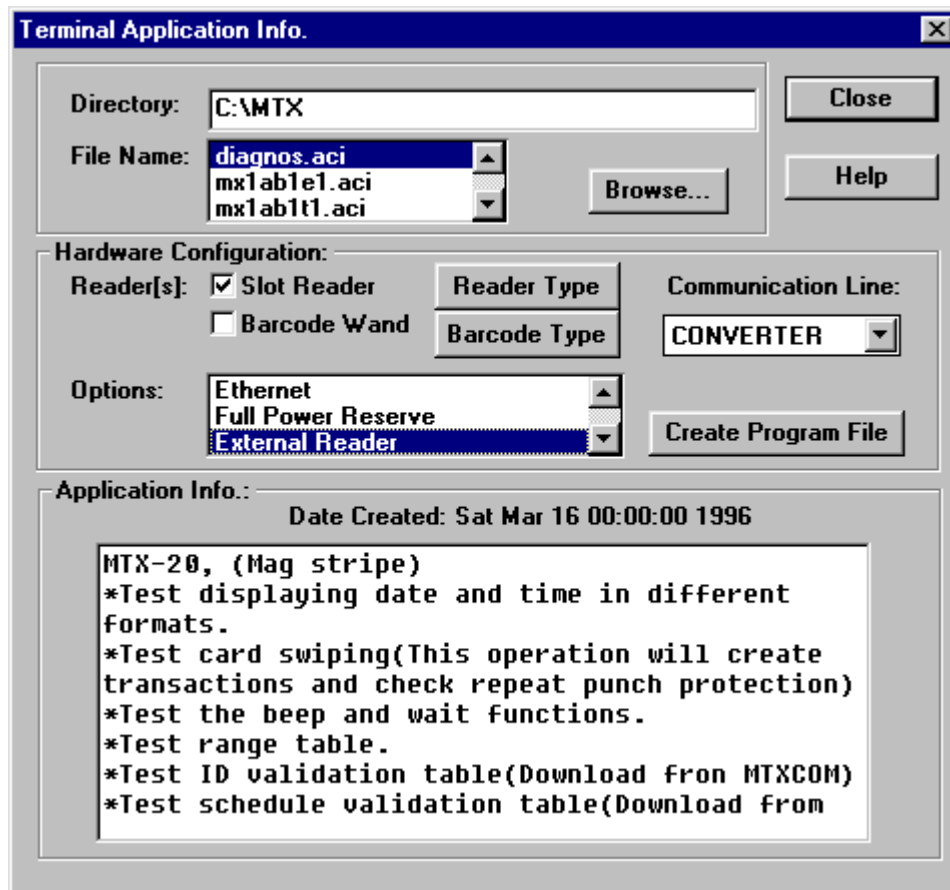 Terminal Application Info.
Directory:
C:\MTX
Close
File Name:
diagnos.aci
mx1ab1e1.aci
mx1ab1t1.aci
Browse...
Help
Hardware Configuration:
Reader[s]:
Slot Reader
Barcode Wand
Reader Type
Barcode Type
Communication Line:
CONVERTER
Options:
Ethernet
Full Power Reserve
External Reader
Create Program File
Application Info.:
Date Created: Sat Mar 16 00:00:00 1996
MTX-20, (Mag stripe)
*Test displaying date and time in different
formats.
*Test card swiping(This operation will create
transactions and check repeat punch protection)
*Test the beep and wait functions.
*Test range table.
*Test ID validation table(Download fron MTXCOM)
*Test schedule validation table(Download from